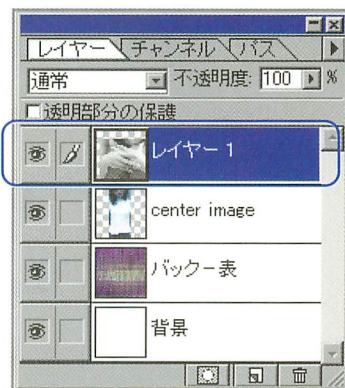 レイヤー チャンネル パス
通常 不透明度: 100 %
透明部分の保護
レイヤー 1
center image
バックー表
背景